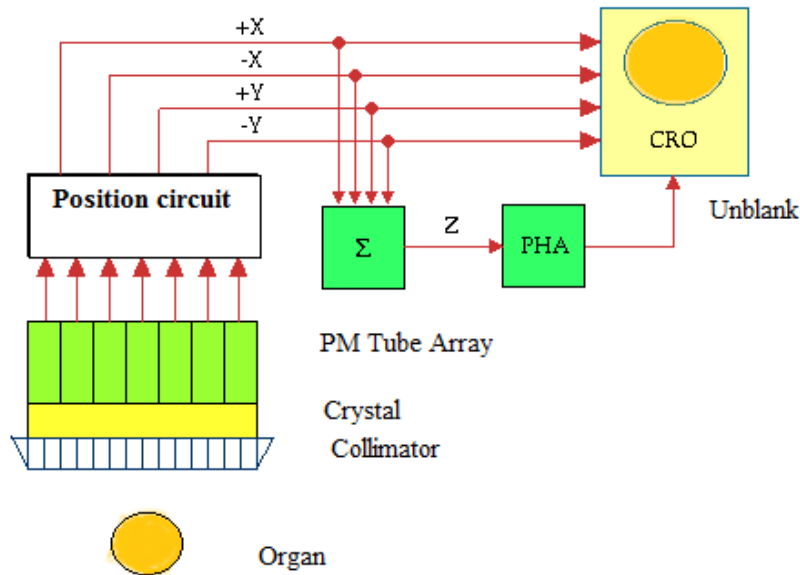 +X
-X
+Y
-Y
CRO
Position circuit
Unblank
Σ
Z
PHA
PM Tube Array
Crystal
Collimator
Organ